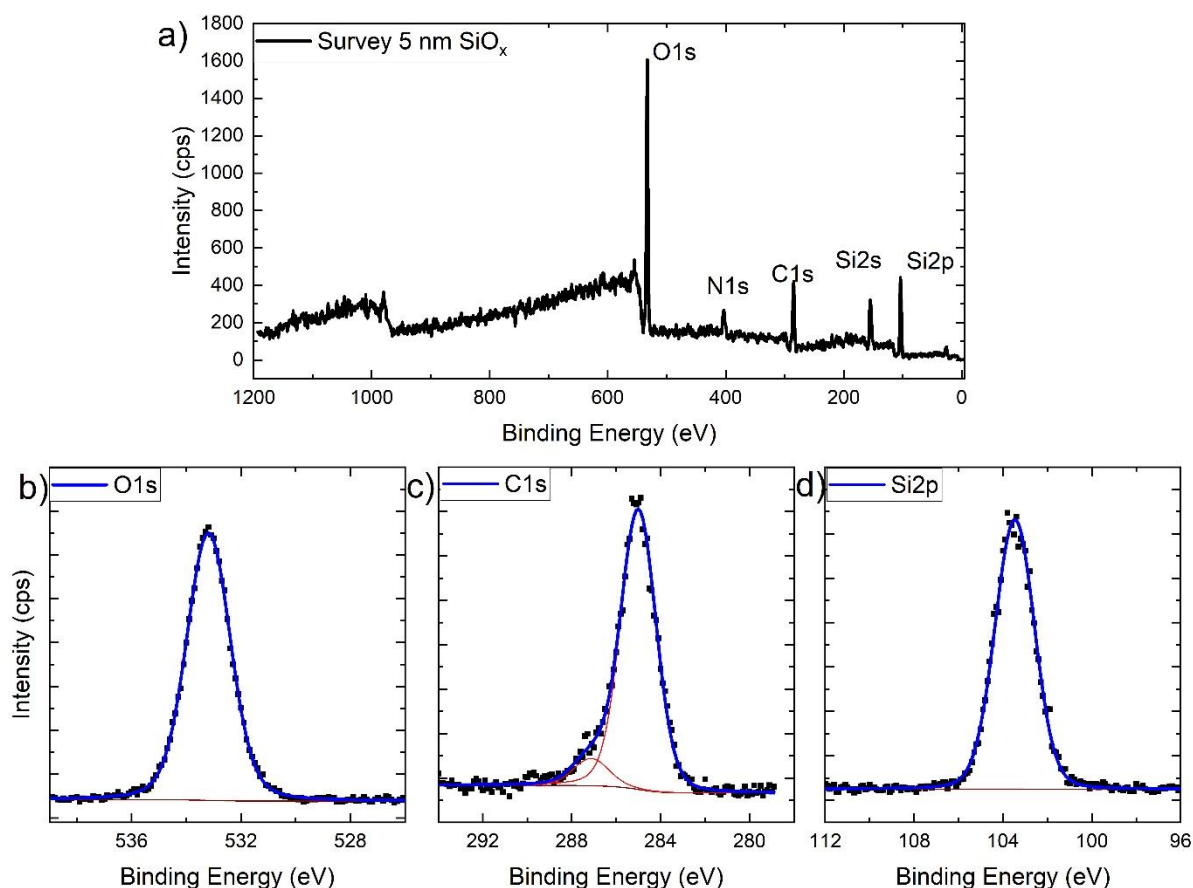 a)
Survey 5 nm SiOₓ
O1s
N1s
C1s
Si2s
Si2p
1800
1600
1400
1200
1000
800
600
400
200
0
Intensity (cps)
1200 1000 800 600 400 200 0
Binding Energy (eV)
b)
O1s
Intensity (cps)
536 532 528
Binding Energy (eV)
c)
C1s
292 288 284 280
Binding Energy (eV)
d)
Si2p
112 108 104 100 96
Binding Energy (eV)